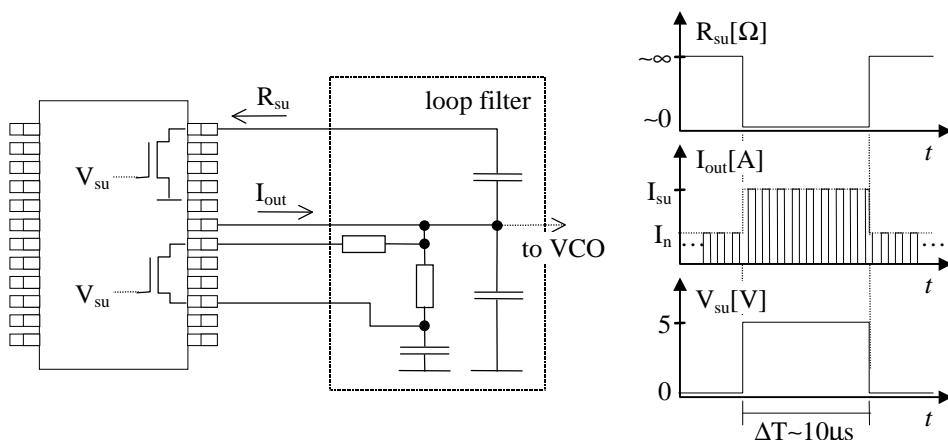 R_su
loop filter
V_su
I_out
to VCO
V_su
R_su[Ω]
~∞
~0
t
I_out[A]
I_su
I_n
...
...
t
V_su[V]
5
0
t
ΔT~10μs